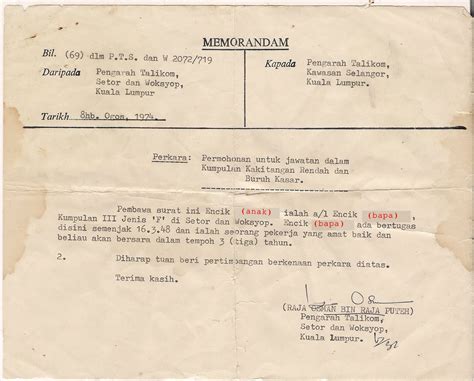 MEMORANDAM
Bil. (69) dlm P.T.S. dan W 2072/719
Daripada Pengarah Talikom,
Setor dan Woksyop,
Kuala Lumpur
Kapada Pengarah Talikom,
Kawasan Selangor,
Kuala Lumpur.
Tarikh 8hb. Ogos, 1974.
Perkara: Permohonan untuk jawatan dalam
Kumpulan Kakitangan Rendah dan
Buruh Kasar.
Pembawa surat ini Encik (anak) ialah a/l Encik (bapa) ,
Kumpulan III Jenis 'F' di Setor dan Woksyop. Encik (bapa) ada bertugas
disini semenjak 16.3.48 dan ialah seorang pekerja yang amat baik dan
beliau akan bersara dalam tempoh 3 (tiga) tahun.
2. Diharap tuan beri pertimbangan berkenaan perkara diatas.
Terima kasih.
(RAJA OSMAN BIN RAJA PUTEH)
Pengarah Talikom,
Setor dan Woksyop,
Kuala Lumpur.